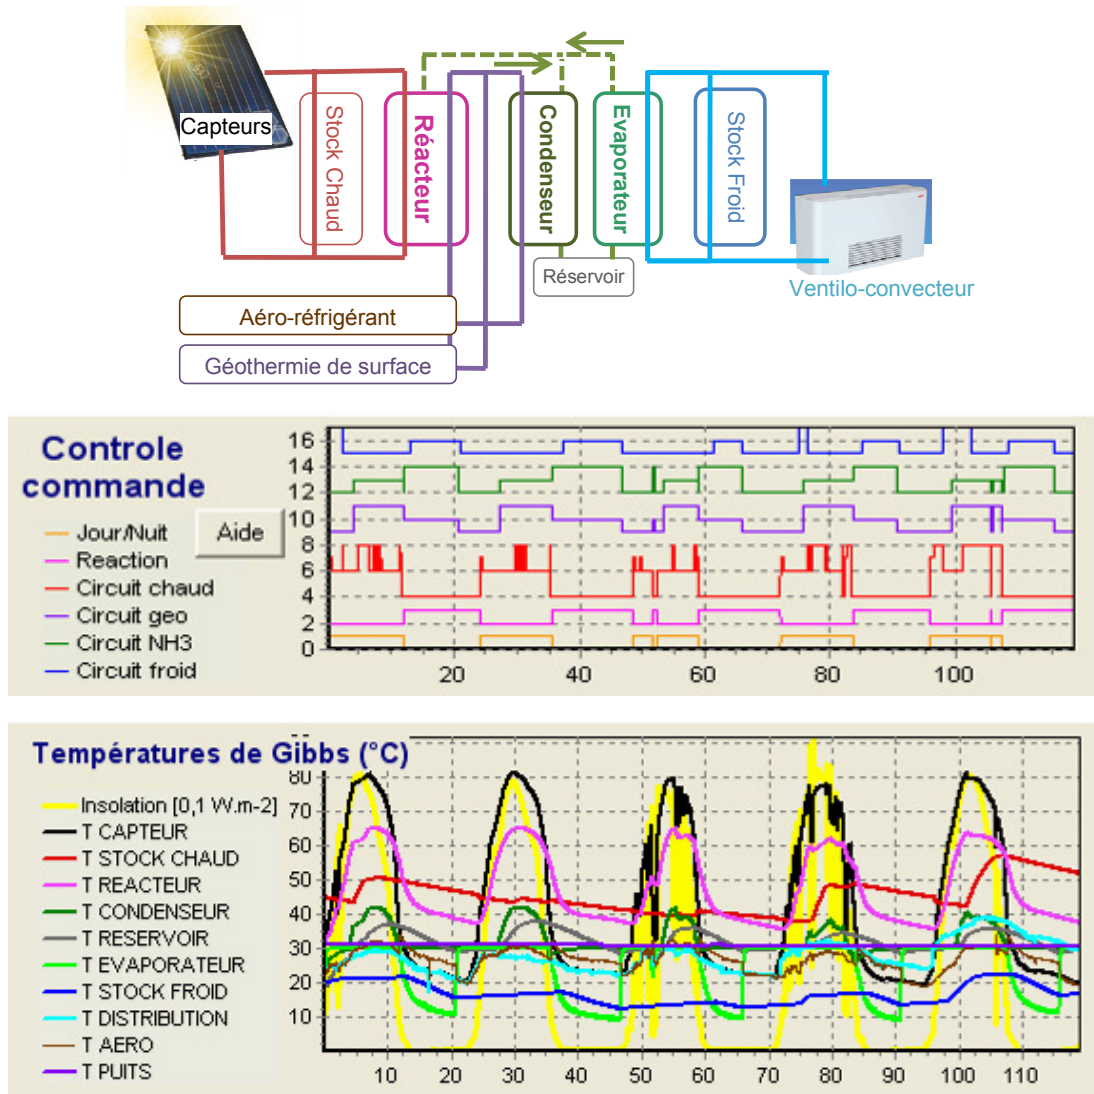 Capteurs
Stock Chaud
Réacteur
Condenseur
Evaporateur
Stock Froid
Réservoir
Ventilo-convecteur
Aéro-réfrigérant
Géothermie de surface
Controle
commande
Aide
Jour/Nuit
Reaction
Circuit chaud
Circuit geo
Circuit NH3
Circuit froid
16
14
12
10
8
6
4
2
0
20 40 60 80 100
Températures de Gibbs (°C)
Insolation [0,1 W.m-2]
T CAPTEUR
T STOCK CHAUD
T REACTEUR
T CONDENSEUR
T RESERVOIR
T EVAPORATEUR
T STOCK FROID
T DISTRIBUTION
T AERO
T PUITS
80
70
60
50
40
30
20
10
10 20 30 40 50 60 70 80 90 100 110